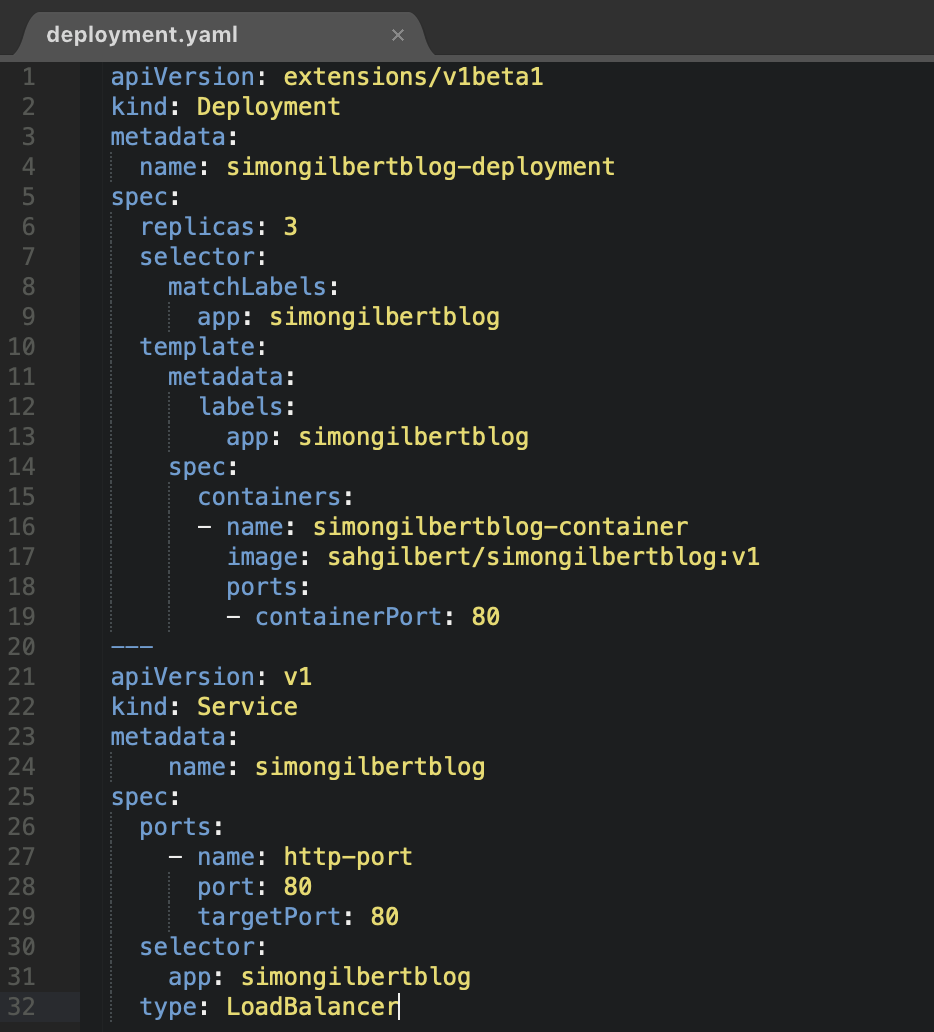 deployment.yaml ×
1 apiVersion: extensions/v1beta1
2 kind: Deployment
3 metadata:
4   name: simongilbertblog-deployment
5 spec:
6   replicas: 3
7   selector:
8     matchLabels:
9       app: simongilbertblog
10   template:
11     metadata:
12       labels:
13         app: simongilbertblog
14     spec:
15       containers:
16       - name: simongilbertblog-container
17         image: sahgilbert/simongilbertblog:v1
18         ports:
19         - containerPort: 80
20 ---
21 apiVersion: v1
22 kind: Service
23 metadata:
24     name: simongilbertblog
25 spec:
26   ports:
27     - name: http-port
28       port: 80
29       targetPort: 80
30   selector:
31     app: simongilbertblog
32   type: LoadBalancer